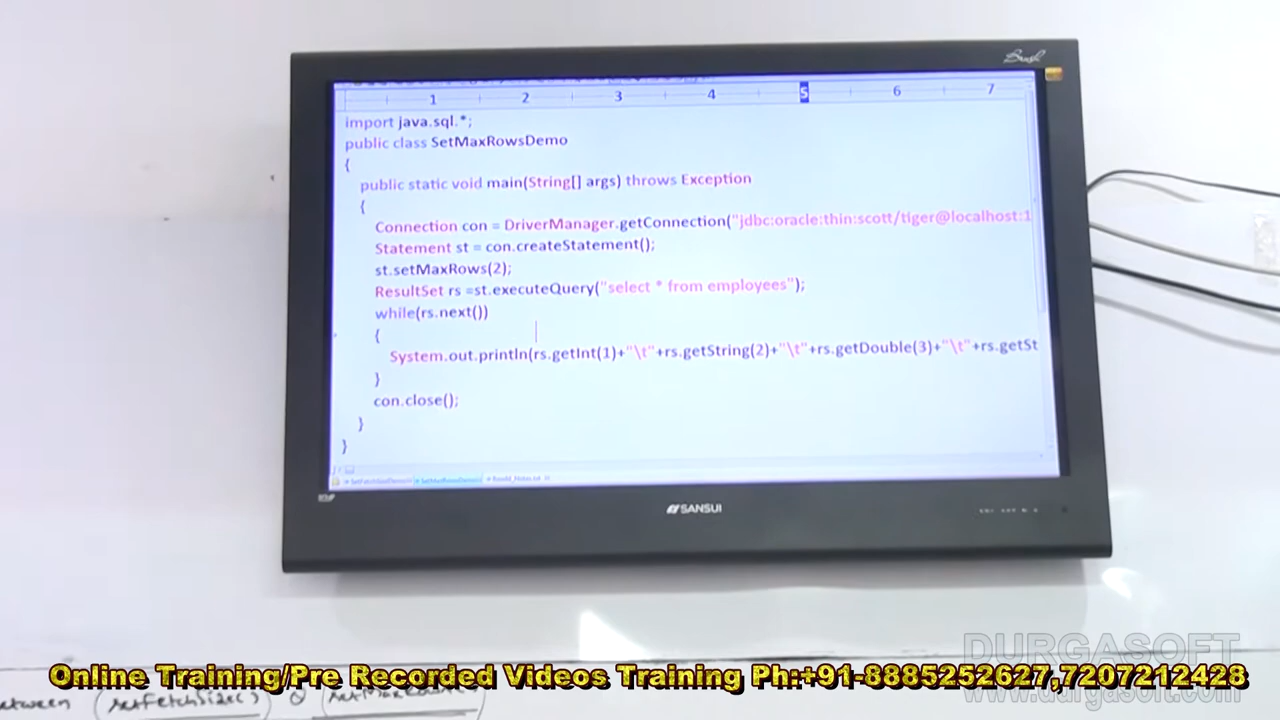 1 2 3 4 5 6 7
import java.sql.*;
public class SetMaxRowsDemo
{
public static void main(String[] args) throws Exception
{
Connection con = DriverManager.getConnection("jdbc:oracle:thin:scott/tiger@localhost:1
Statement st = con.createStatement();
st.setMaxRows(2);
ResultSet rs =st.executeQuery("select * from employees");
while(rs.next())
{
System.out.println(rs.getInt(1)+"\t"+rs.getString(2)+"\t"+rs.getDouble(3)+"\t"+rs.getSt
}
con.close();
}
}
SANSUI
DURGASOFT
www.durgasoft.com
Online Training/Pre Recorded Videos Training Ph:+91-8885252627,7207212428
setFetchSize()